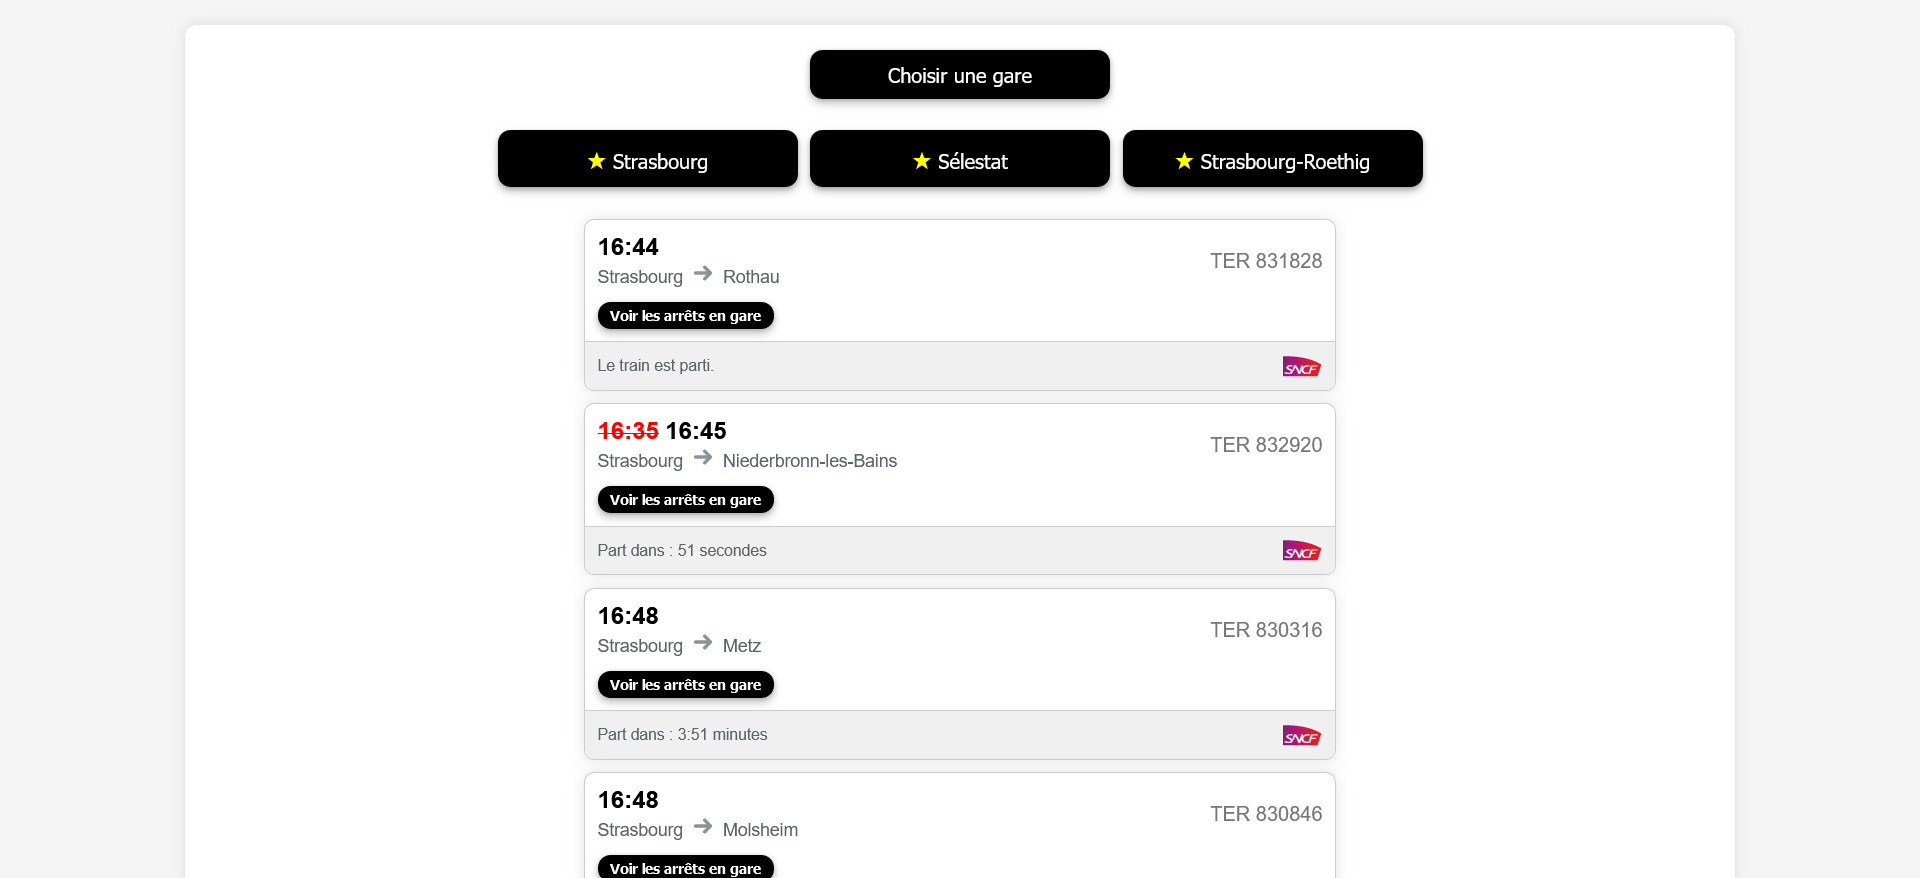 Choisir une gare
★ Strasbourg
★ Sélestat
★ Strasbourg-Roethig
16:44
TER 831828
Strasbourg → Rothau
Voir les arrêts en gare
Le train est parti.
SNCF
16:35 16:45
TER 832920
Strasbourg → Niederbronn-les-Bains
Voir les arrêts en gare
Part dans : 51 secondes
SNCF
16:48
TER 830316
Strasbourg → Metz
Voir les arrêts en gare
Part dans : 3:51 minutes
SNCF
16:48
TER 830846
Strasbourg → Molsheim
Voir les arrêts en gare